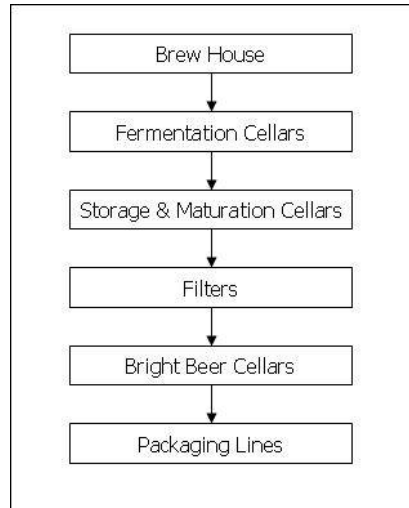 Brew House
Fermentation Cellars
Storage & Maturation Cellars
Filters
Bright Beer Cellars
Packaging Lines